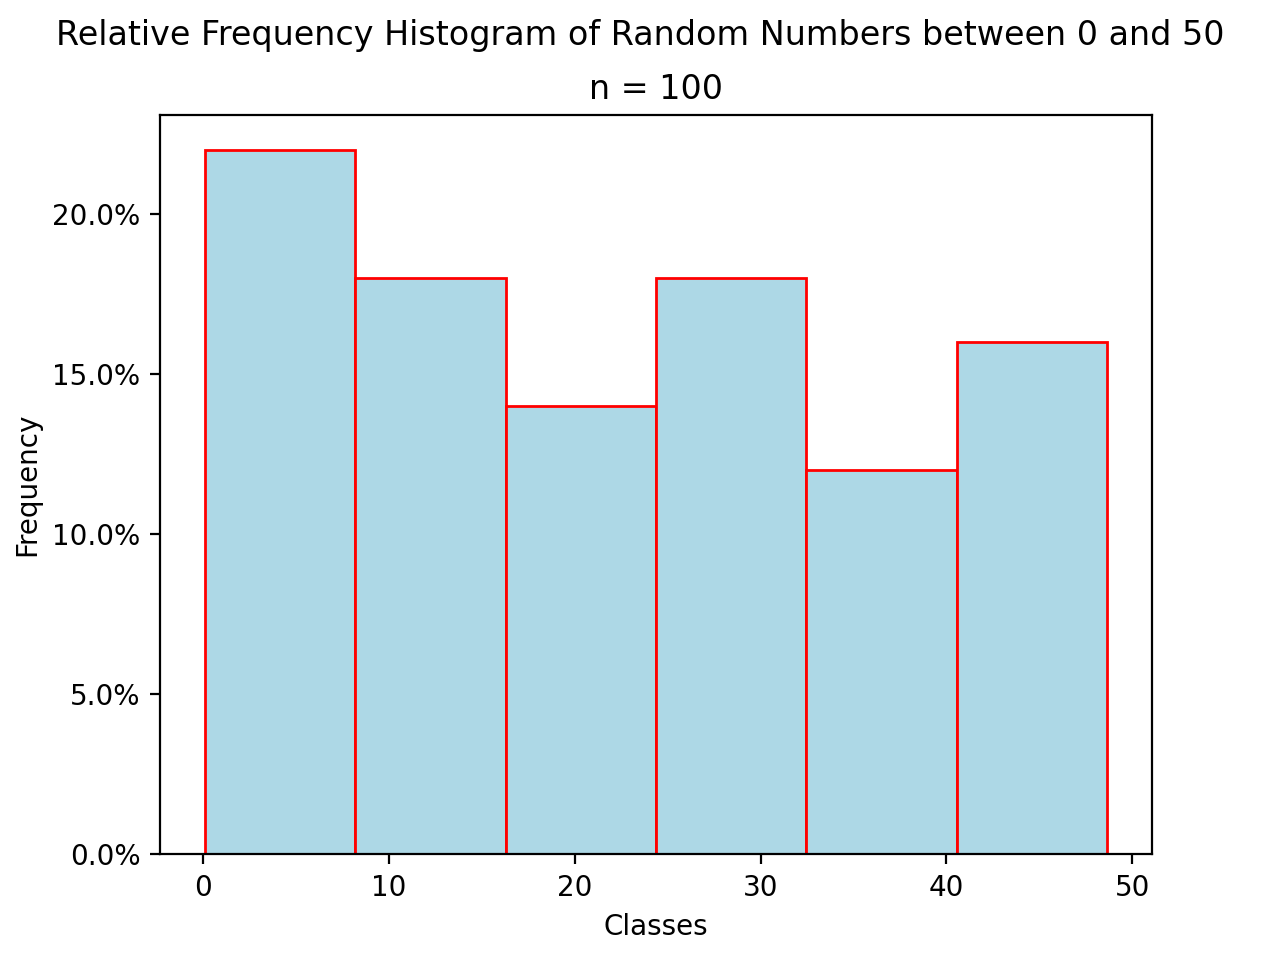 Relative Frequency Histogram of Random Numbers between 0 and 50
n = 100
20.0%
15.0%
10.0%
5.0%
0.0%
Frequency
0 10 20 30 40 50
Classes